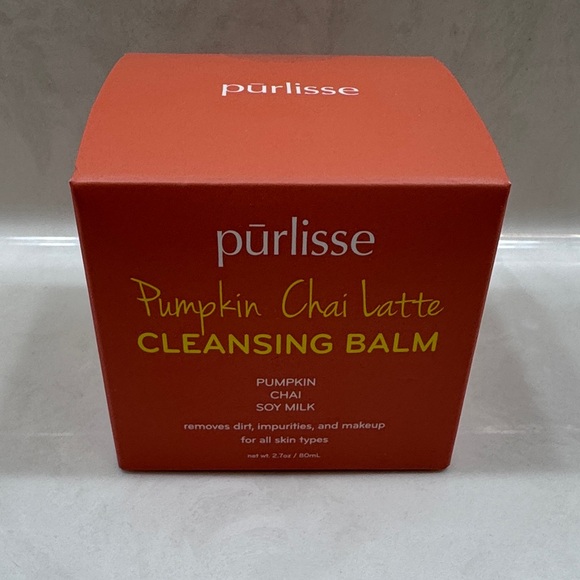 pūrlisse
pūrlisse
Pumpkin Chai Latte
CLEANSING BALM
PUMPKIN
CHAI
SOY MILK
removes dirt, impurities, and makeup
for all skin types
net wt. 2.7oz / 80mL